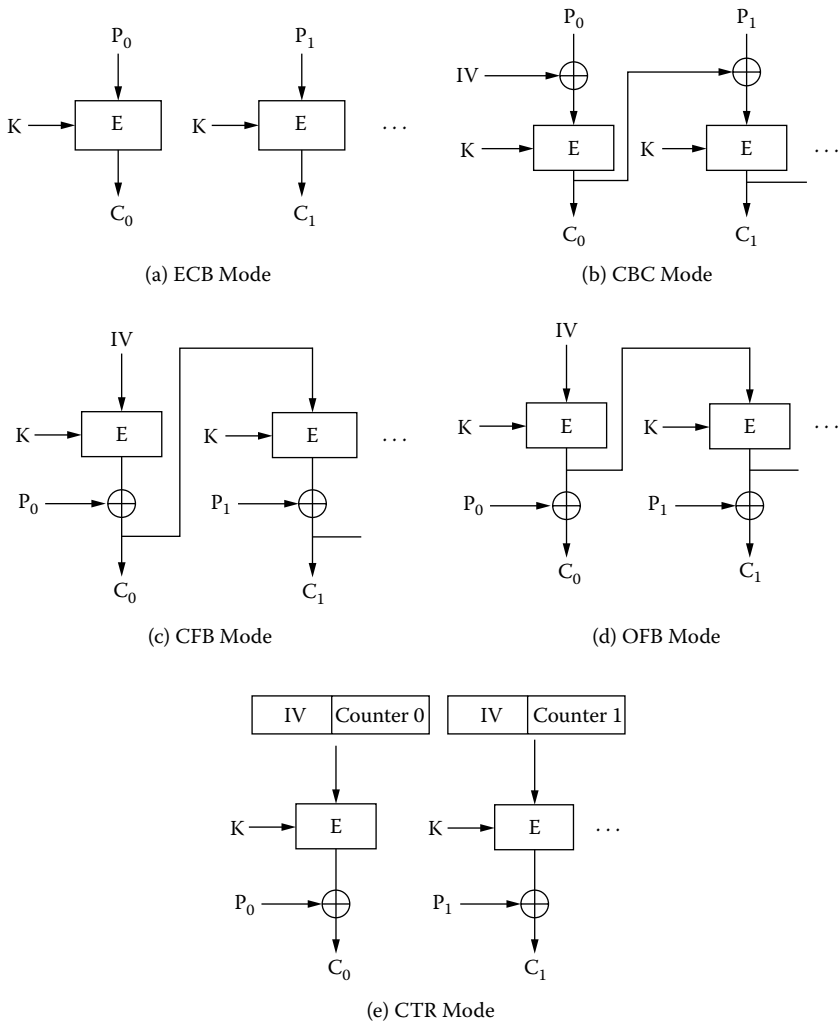 P₀ P₁
K E K E ...
C₀ C₁
(a) ECB Mode
P₀ P₁
IV
K E K E ...
C₀ C₁
(b) CBC Mode
IV
K E K E ...
P₀ P₁
C₀ C₁
(c) CFB Mode
IV
K E K E ...
P₀ P₁
C₀ C₁
(d) OFB Mode
IV Counter 0 IV Counter 1
K E K E ...
P₀ P₁
C₀ C₁
(e) CTR Mode